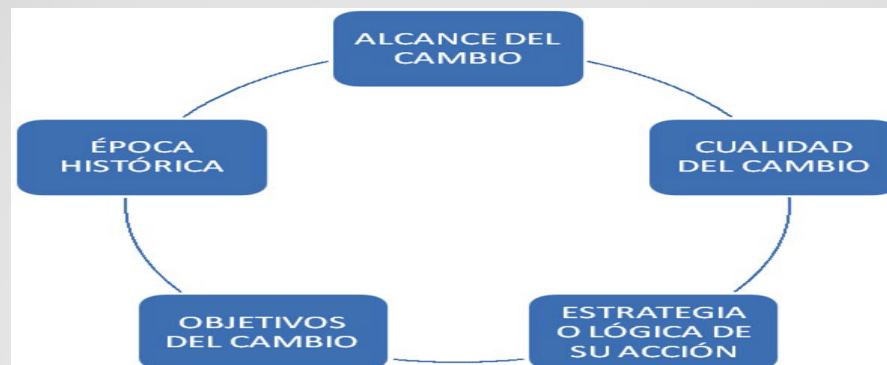 ALCANCE DEL
CAMBIO
CUALIDAD
DEL CAMBIO
ESTRATEGIA
O LÓGICA DE
SU ACCIÓN
OBJETIVOS
DEL CAMBIO
ÉPOCA
HISTÓRICA